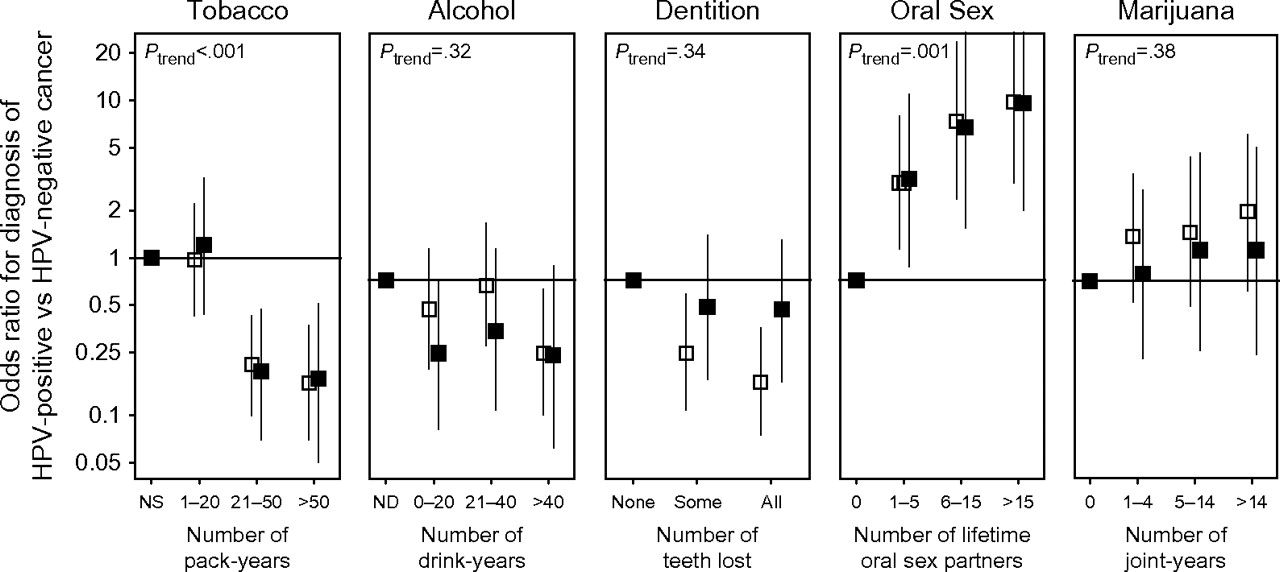 Tobacco
Alcohol
Dentition
Oral Sex
Marijuana
Odds ratio for diagnosis of
HPV-positive vs HPV-negative cancer
20
10
5
2
1
0.5
0.25
0.1
0.05
Ptrend<.001
Ptrend=.32
Ptrend=.34
Ptrend=.001
Ptrend=.38
NS 1–20 21–50 >50
ND 0–20 21–40 >40
None Some All
0 1–5 6–15 >15
0 1–4 5–14 >14
Number of
pack-years
Number of
drink-years
Number of
teeth lost
Number of lifetime
oral sex partners
Number of
joint-years